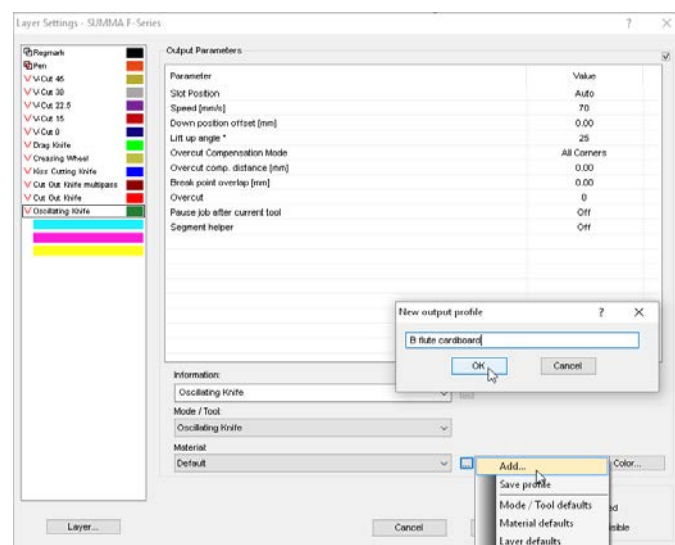 Layer Settings - SUMMA F-Series
? ×
Regmark
Pen
V-Cut 45
V-Cut 30
V-Cut 22.5
V-Cut 15
V-Cut 0
Drag Knife
Creasing Wheel
Kiss Cutting Knife
Cut Out Knife multipass
Cut Out Knife
Oscillating Knife
Output Parameters
Parameter Value
Slot Position Auto
Speed [mm/s] 70
Down position offset [mm] 0.00
Lift up angle * 25
Overcut Compensation Mode All Corners
Overcut comp. distance [mm] 0.00
Break point overlap [mm] 0.00
Overcut 0
Pause job after current tool Off
Segment helper Off
New output profile ? ×
B flute cardboard
OK Cancel
Information:
Oscillating Knife
Mode / Tool:
Oscillating Knife
Material:
Default ... Add... Color...
Save profile
Mode / Tool defaults
Material defaults
Layer defaults
Layer... Cancel